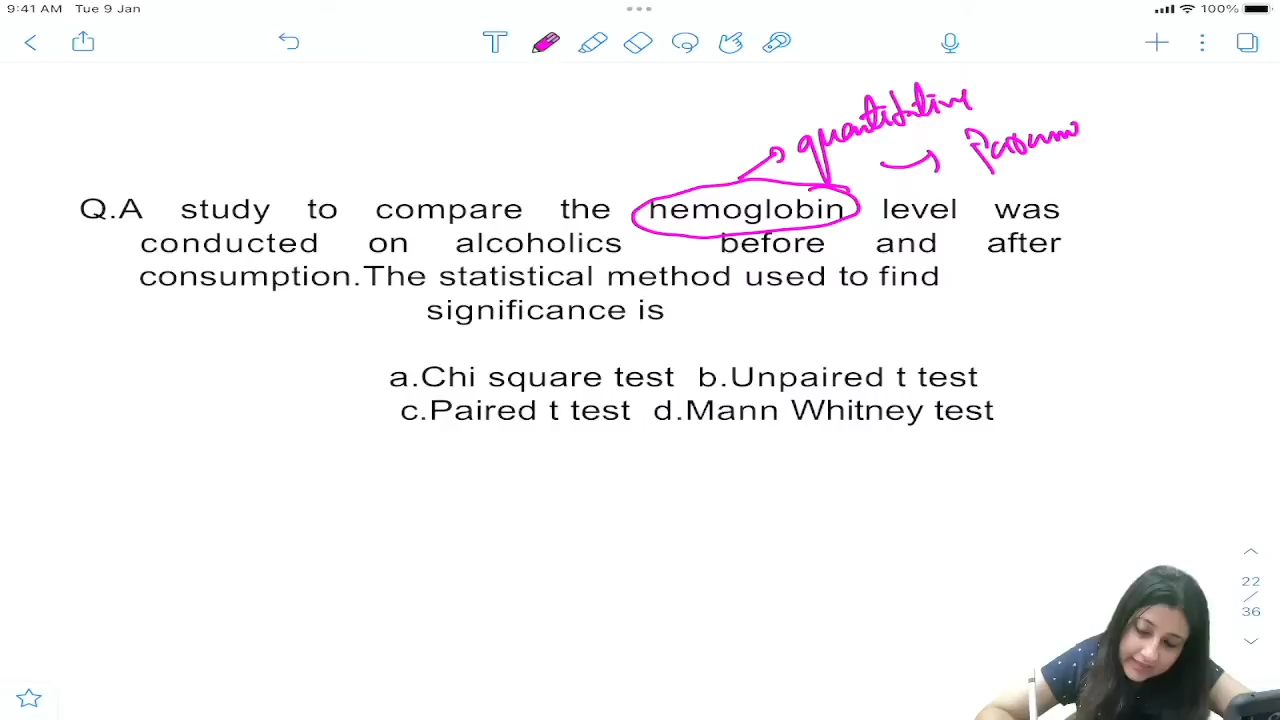 9:41 AM Tue 9 Jan
100%
quantitative
Q.A study to compare the hemoglobin level was
conducted on alcoholics before and after
consumption.The statistical method used to find
significance is
a.Chi square test b.Unpaired t test
c.Paired t test d.Mann Whitney test
22
/
36